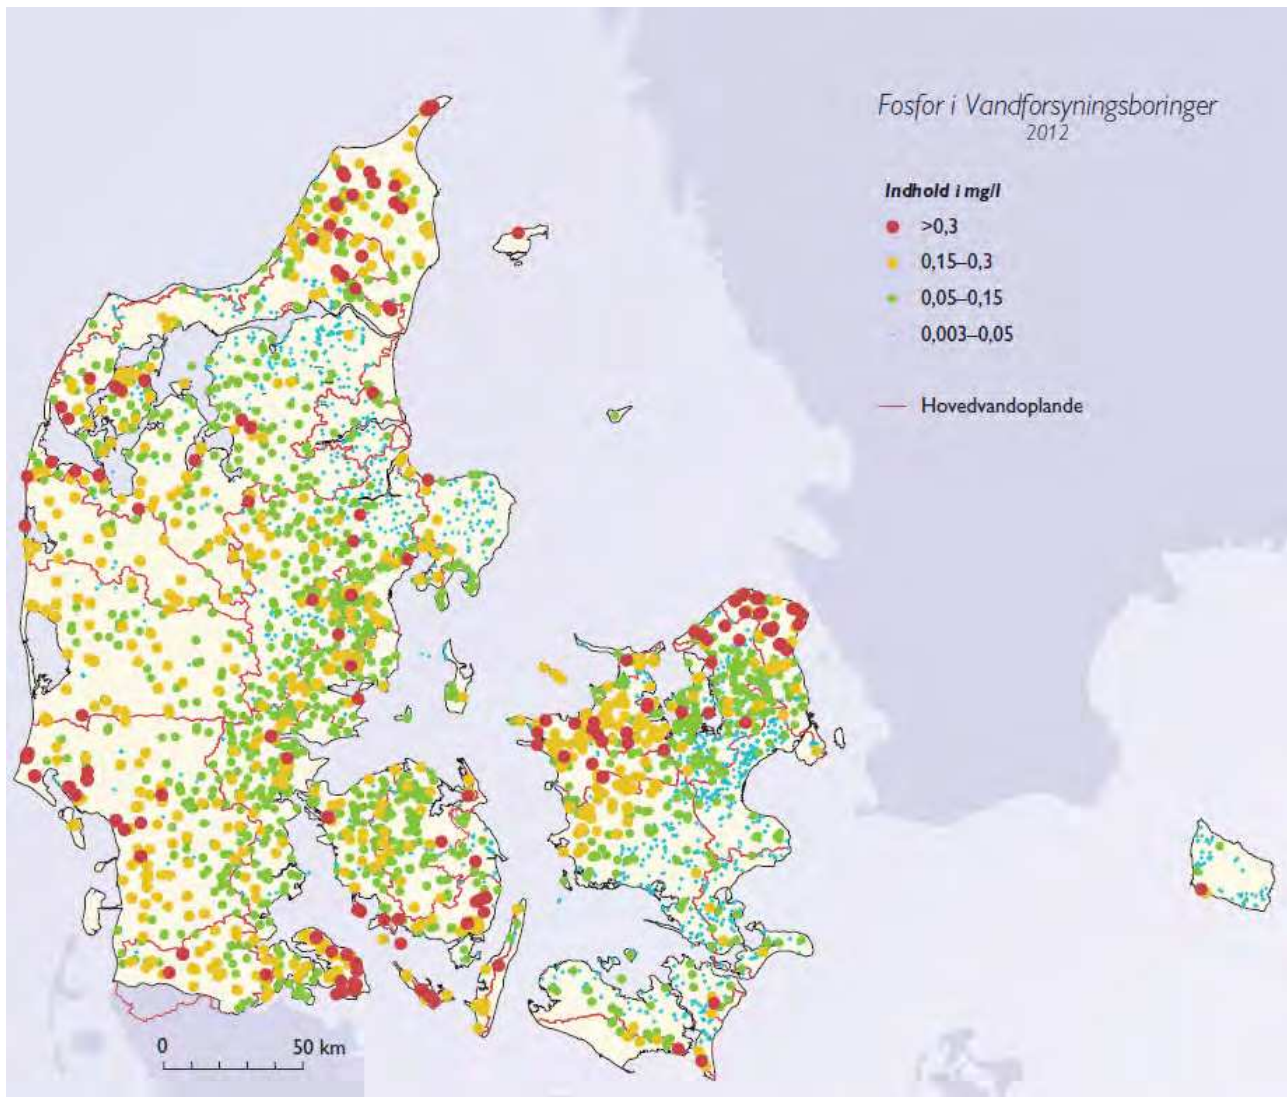 Fosfor i Vandforsyningsboringer
2012
Indhold i mg/l
>0,3
0,15–0,3
0,05–0,15
0,003–0,05
Hovedvandoplande
0 50 km